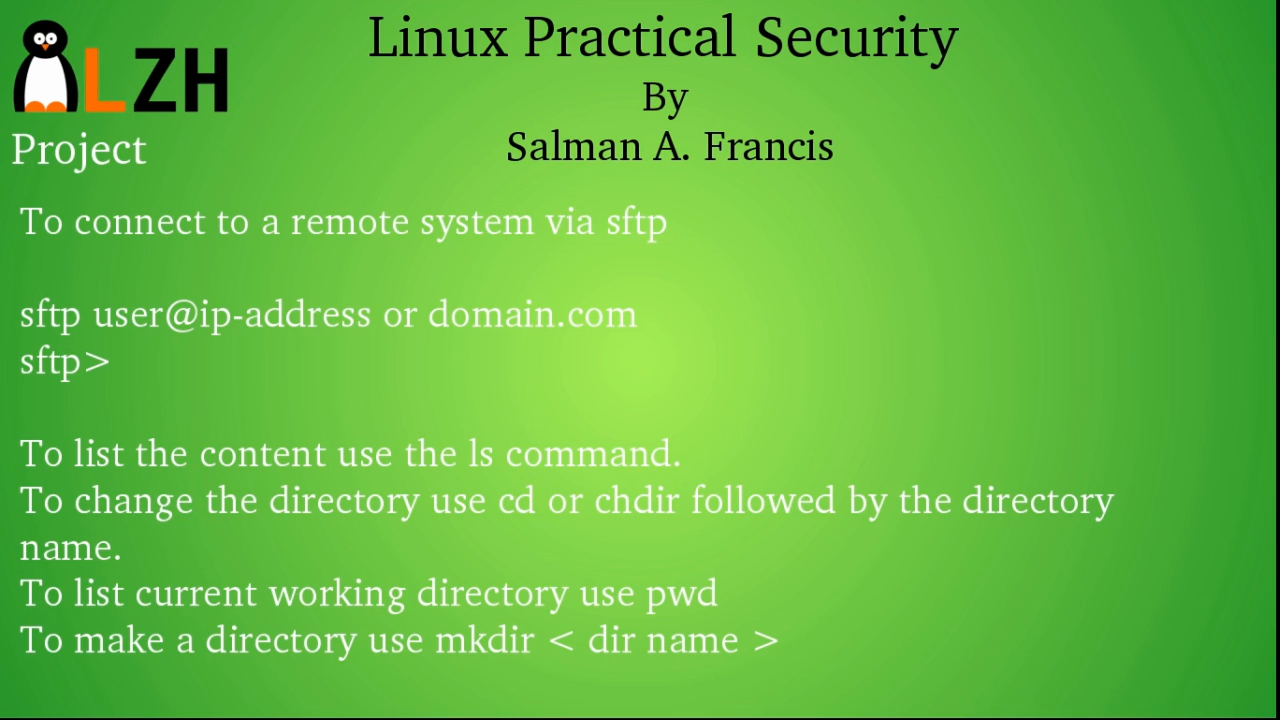 LZH
Project
Linux Practical Security
By
Salman A. Francis
To connect to a remote system via sftp
sftp user@ip-address or domain.com
sftp>
To list the content use the ls command.
To change the directory use cd or chdir followed by the directory
name.
To list current working directory use pwd
To make a directory use mkdir < dir name >